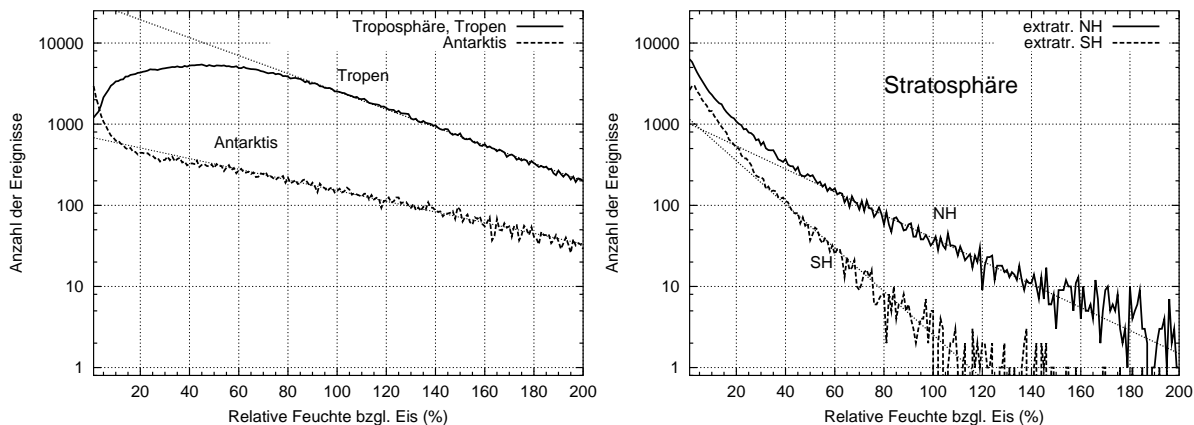 Troposphäre, Tropen
Antarktis
10000
1000
100
10
1
Anzahl der Ereignisse
Tropen
Antarktis
20 40 60 80 100 120 140 160 180 200
Relative Feuchte bzgl. Eis (%)
extratr. NH
extratr. SH
Stratosphäre
10000
1000
100
10
1
Anzahl der Ereignisse
NH
SH
20 40 60 80 100 120 140 160 180 200
Relative Feuchte bzgl. Eis (%)